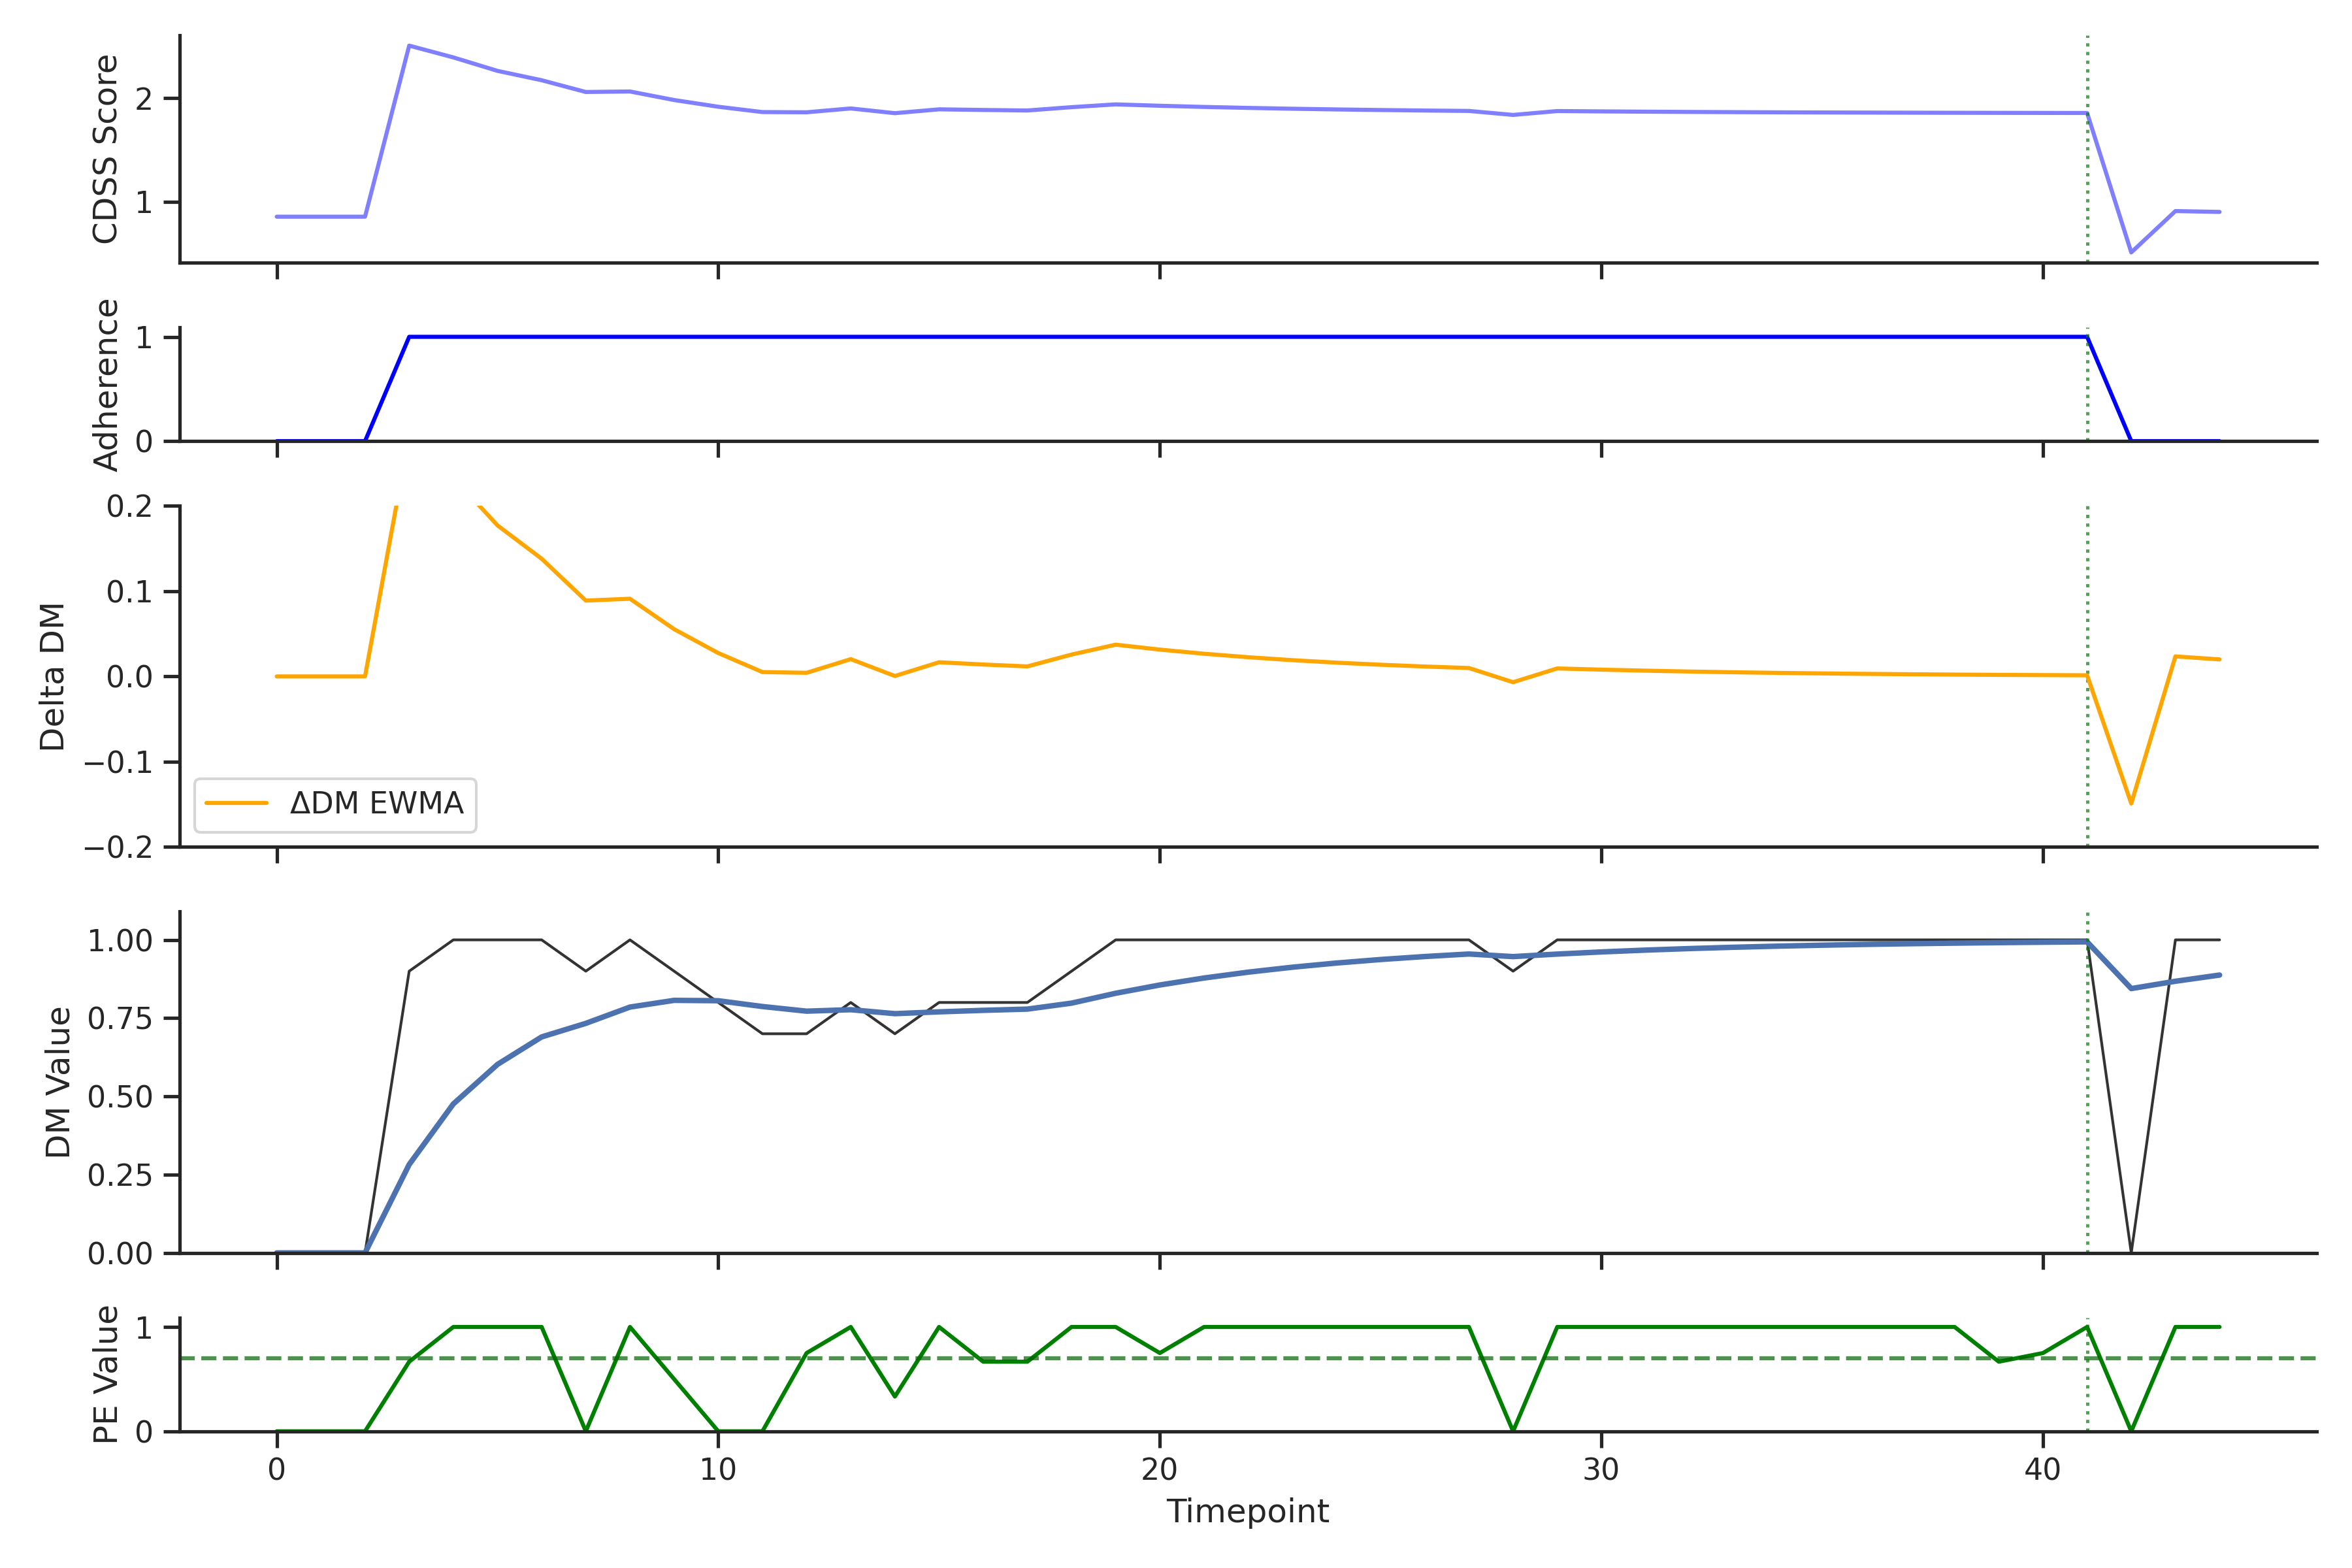 CDSS Score
2
1
Adherence
1
0
Delta DM
0.2
0.1
0.0
−0.1
−0.2
ΔDM EWMA
DM Value
1.00
0.75
0.50
0.25
0.00
PE Value
1
0
0 10 20 30 40
Timepoint